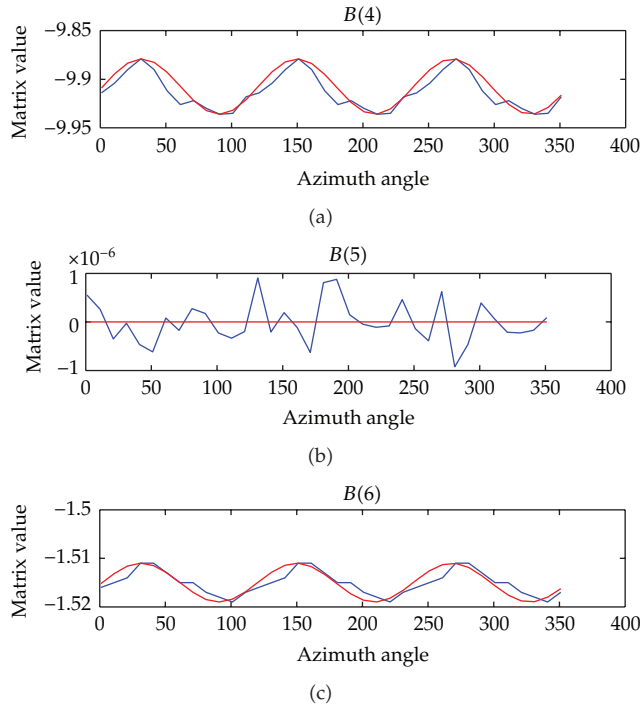 B(4)
−9.85
−9.9
−9.95
Matrix value
0 50 100 150 200 250 300 350 400
Azimuth angle
(a)
×10−6
B(5)
1
0
−1
Matrix value
0 50 100 150 200 250 300 350 400
Azimuth angle
(b)
B(6)
−1.5
−1.51
−1.52
Matrix value
0 50 100 150 200 250 300 350 400
Azimuth angle
(c)